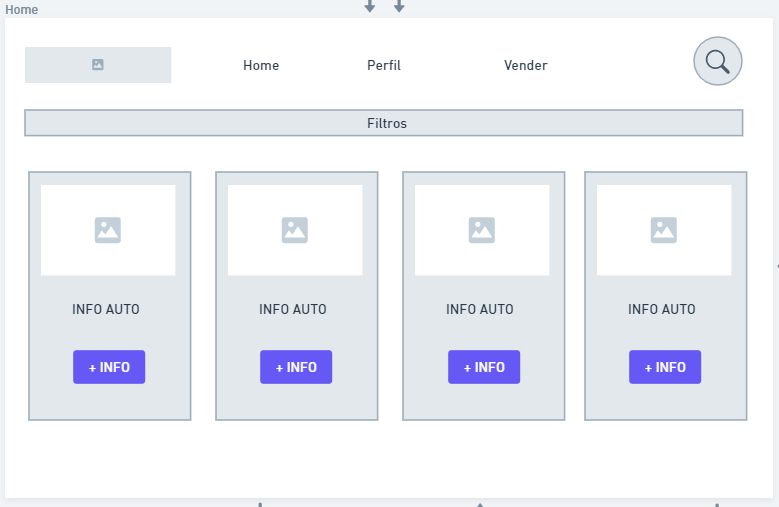 Home
Home Perfil Vender
Filtros
INFO AUTO INFO AUTO INFO AUTO INFO AUTO
+ INFO + INFO + INFO + INFO